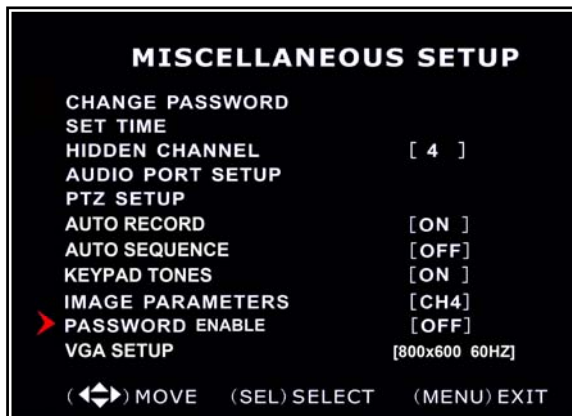 MISCELLANEOUS SETUP
CHANGE PASSWORD
SET TIME
HIDDEN CHANNEL [ 4 ]
AUDIO PORT SETUP
PTZ SETUP
AUTO RECORD [ON ]
AUTO SEQUENCE [OFF]
KEYPAD TONES [ON ]
IMAGE PARAMETERS [CH4]
PASSWORD ENABLE [OFF]
VGA SETUP [800x600 60HZ]
( ) MOVE (SEL) SELECT (MENU) EXIT